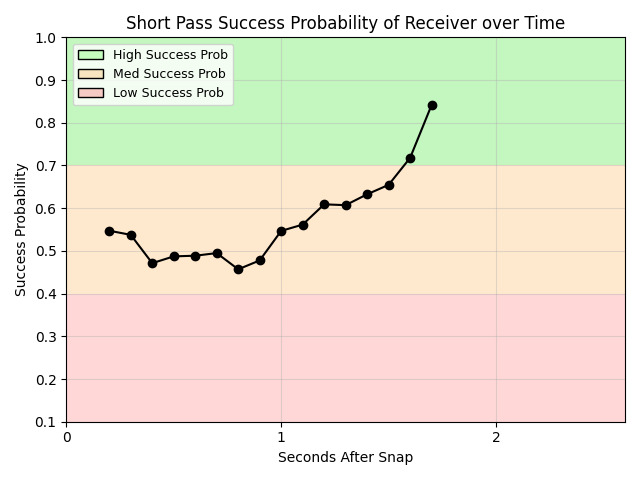 Short Pass Success Probability of Receiver over Time
High Success Prob
Med Success Prob
Low Success Prob
Success Probability
1.0
0.9
0.8
0.7
0.6
0.5
0.4
0.3
0.2
0.1
0 1 2
Seconds After Snap